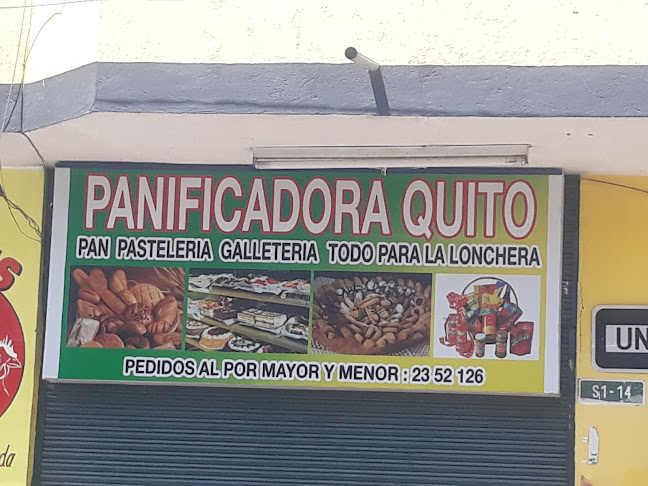 PANIFICADORA QUITO
PAN PASTELERIA GALLETERIA TODO PARA LA LONCHERA
PEDIDOS AL POR MAYOR Y MENOR : 23 52 126
UN
S1-14